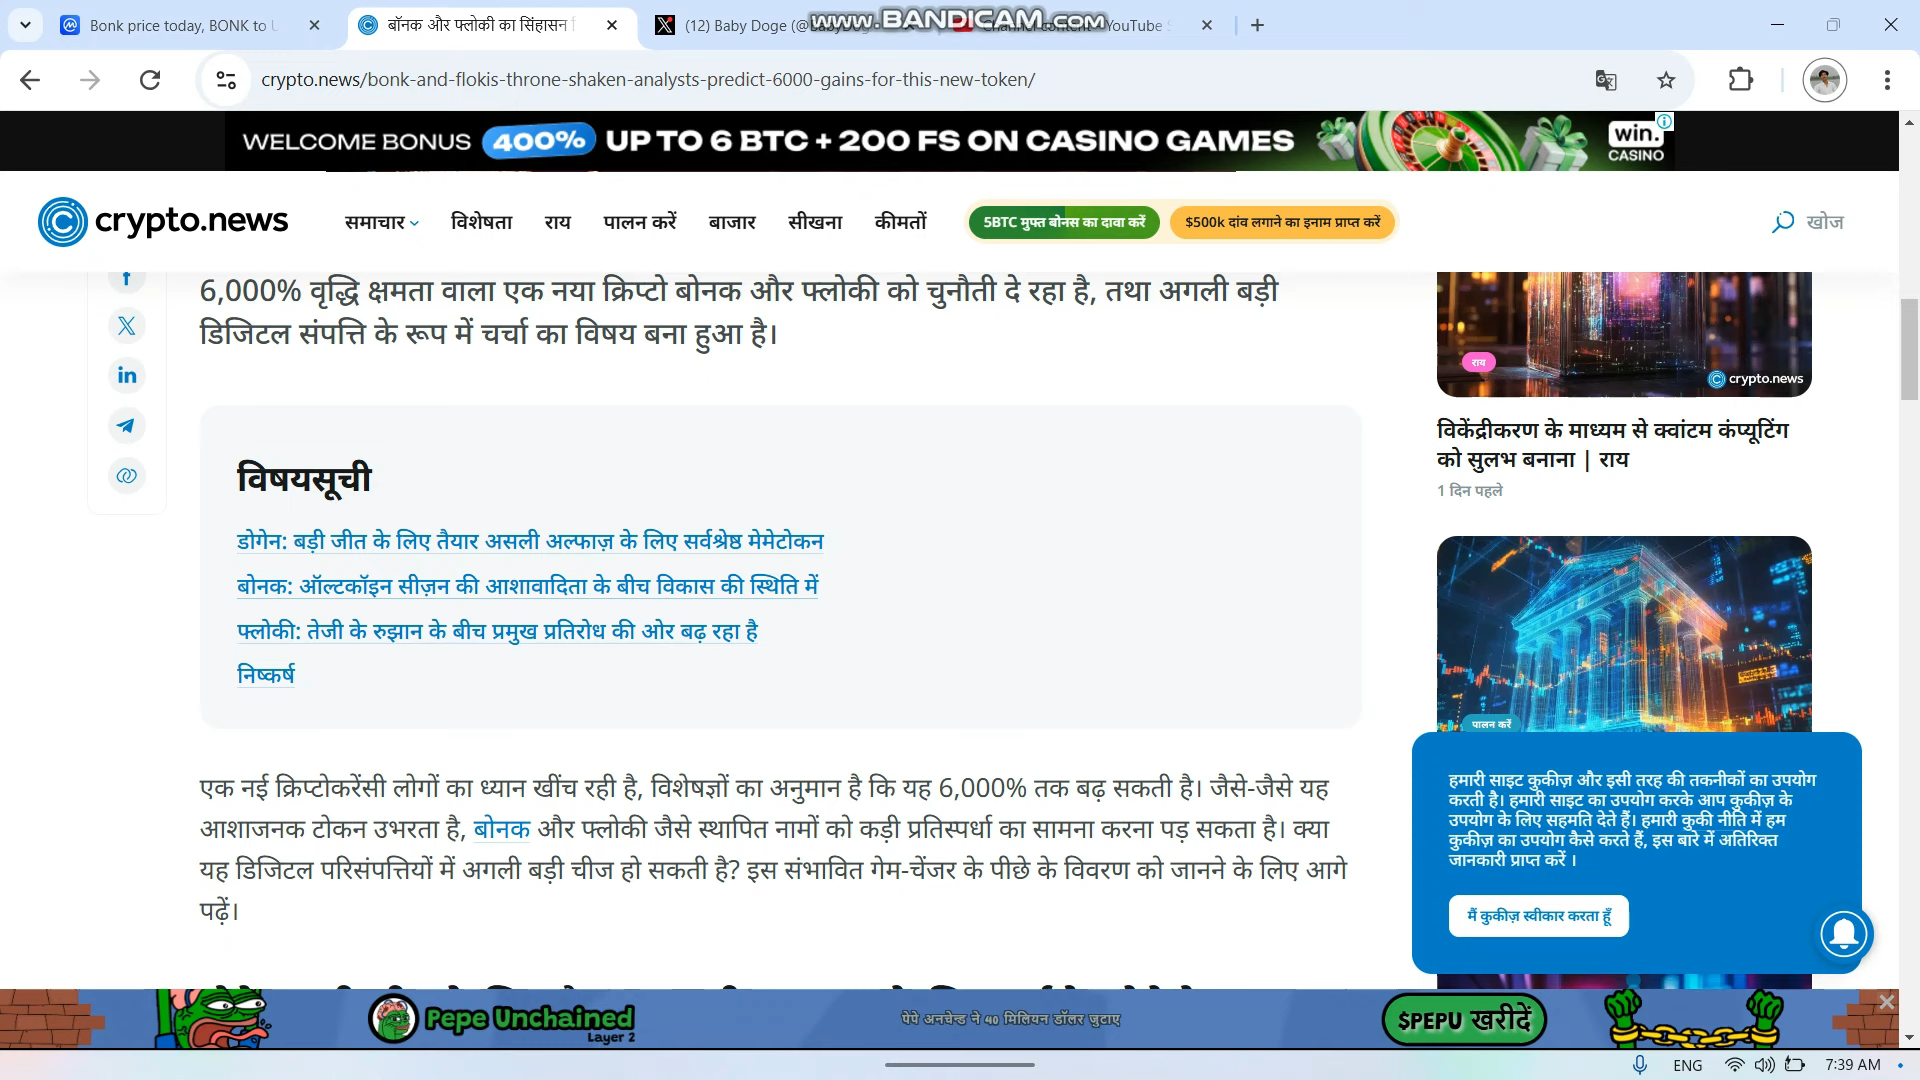 Bonk price today, BONK to U
बॉनक और फ्लोकी का सिंहासन
(12) Baby Doge (@BabyDog
Channel content - YouTube S
www.BANDICAM.com
crypto.news/bonk-and-flokis-throne-shaken-analysts-predict-6000-gains-for-this-new-token/
WELCOME BONUS 400% UP TO 6 BTC + 200 FS ON CASINO GAMES
win.
CASINO
crypto.news
समाचार
विशेषता
राय
पालन करें
बाजार
सीखना
कीमतों
5BTC मुफ्त बोनस का दावा करें
$500k दांव लगाने का इनाम प्राप्त करें
खोज
6,000% वृद्धि क्षमता वाला एक नया क्रिप्टो बोनक और फ्लोकी को चुनौती दे रहा है, तथा अगली बड़ी
डिजिटल संपत्ति के रूप में चर्चा का विषय बना हुआ है।
विषयसूची
डोगेन: बड़ी जीत के लिए तैयार असली अल्फाज़ के लिए सर्वश्रेष्ठ मेमेटोकन
बोनक: ऑल्टकॉइन सीज़न की आशावादिता के बीच विकास की स्थिति में
फ्लोकी: तेजी के रुझान के बीच प्रमुख प्रतिरोध की ओर बढ़ रहा है
निष्कर्ष
एक नई क्रिप्टोकरेंसी लोगों का ध्यान खींच रही है, विशेषज्ञों का अनुमान है कि यह 6,000% तक बढ़ सकती है। जैसे-जैसे यह
आशाजनक टोकन उभरता है, बोनक और फ्लोकी जैसे स्थापित नामों को कड़ी प्रतिस्पर्धा का सामना करना पड़ सकता है। क्या
यह डिजिटल परिसंपत्तियों में अगली बड़ी चीज हो सकती है? इस संभावित गेम-चेंजर के पीछे के विवरण को जानने के लिए आगे
पढ़ें।
राय
crypto.news
विकेंद्रीकरण के माध्यम से क्वांटम कंप्यूटिंग
को सुलभ बनाना | राय
1 दिन पहले
पालन करें
हमारी साइट कुकीज़ और इसी तरह की तकनीकों का उपयोग
करती है। हमारी साइट का उपयोग करके आप कुकीज़ के
उपयोग के लिए सहमति देते हैं। हमारी कुकी नीति में हम
कुकीज़ का उपयोग कैसे करते हैं, इस बारे में अतिरिक्त
जानकारी प्राप्त करें ।
मैं कुकीज़ स्वीकार करता हूँ
Pepe Unchained
Layer 2
पेपे अनचेन्ड ने 40 मिलियन डॉलर जुटाए
$PEPU खरीदें
ENG
7:39 AM